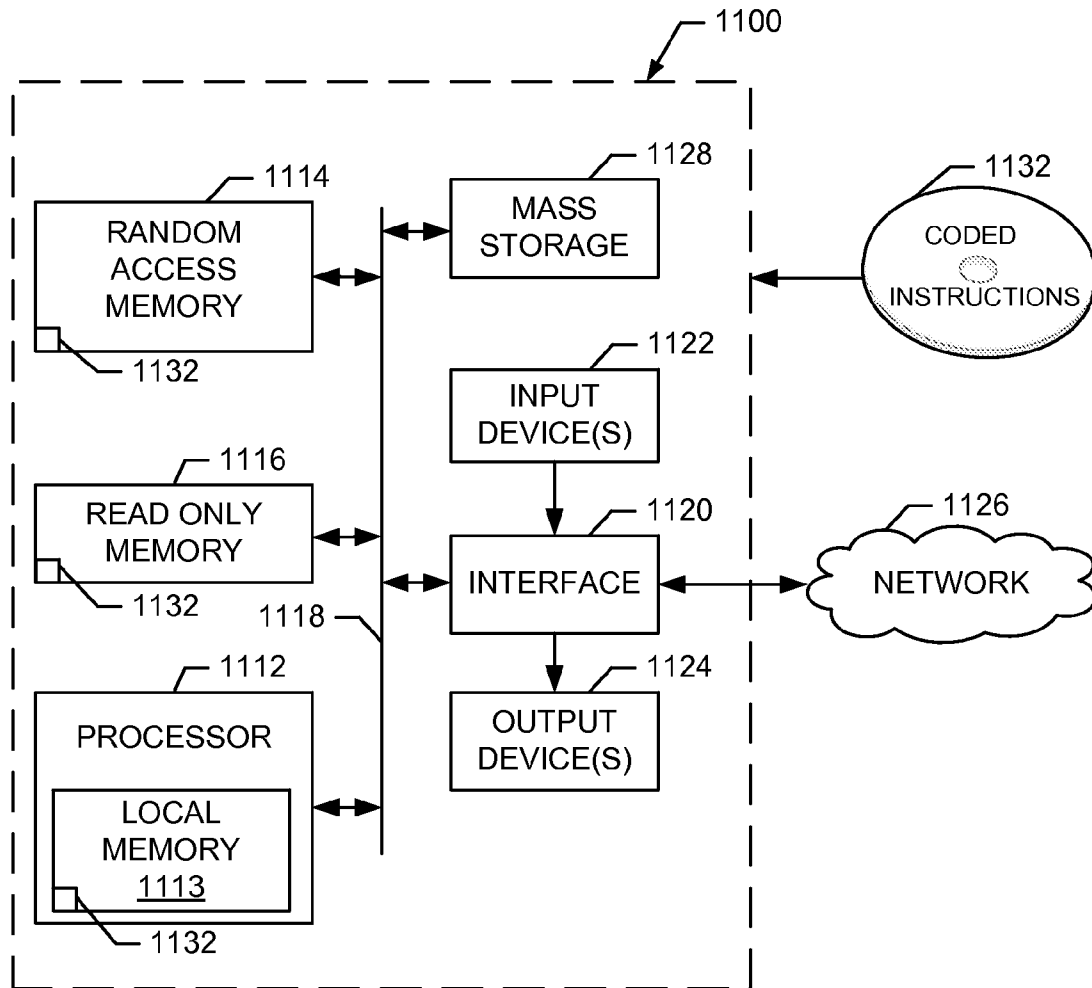 1100
1114
RANDOM
ACCESS
MEMORY
1132
1128
MASS
STORAGE
1132
CODED
INSTRUCTIONS
1122
INPUT
DEVICE(S)
1116
READ ONLY
MEMORY
1132
1120
INTERFACE
1126
NETWORK
1118
1112
PROCESSOR
LOCAL
MEMORY
1113
1132
1124
OUTPUT
DEVICE(S)